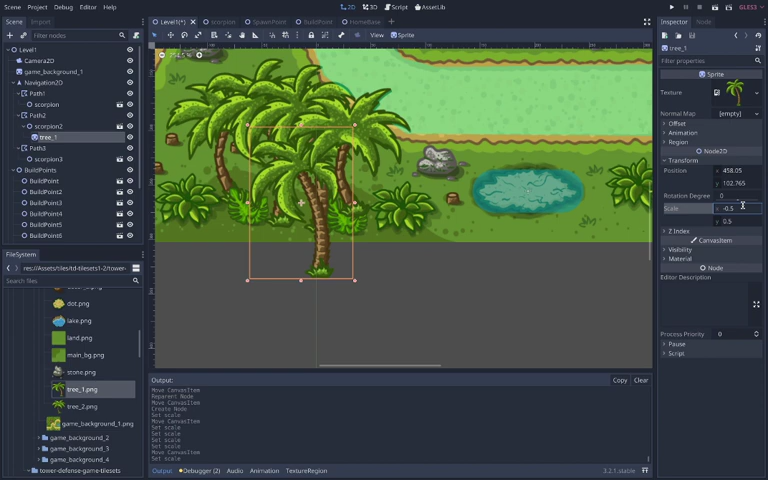 Scene Project Debug Editor Help
2D 3D Script AssetLib
GLES3
Scene Import
Level1(*) scorpion SpawnPoint BuildPoint HomeBase
Inspector Node
Filter nodes
View Sprite
Level1
Camera2D
game_background_1
Navigation2D
Path1
scorpion
Path2
scorpion2
tree_1
Path3
scorpion3
BuildPoints
BuildPoint
BuildPoint2
BuildPoint3
BuildPoint4
BuildPoint5
BuildPoint6
FileSystem
res://Assets/tiles/td-tilesets1-2/tower-
Search files
dot.png
lake.png
land.png
main_bg.png
stone.png
tree_1.png
tree_2.png
game_background_1.png
game_background_2
game_background_3
game_background_4
tower-defense-game-tilesets
Output:
Copy Clear
Move CanvasItem
Reparent Node
Move CanvasItem
Create Node
Set scale
Move CanvasItem
Set scale
Set scale
Set scale
Move CanvasItem
Set scale
Output Debugger (2) Audio Animation TextureRegion
3.2.1.stable
tree_1
Filter properties
Sprite
Texture
Normal Map [empty]
Offset
Animation
Region
Node2D
Transform
Position x 458.05
y 102.765
Rotation Degree 0
Scale x -0.5
y 0.5
Z Index
CanvasItem
Visibility
Material
Node
Editor Description
Process Priority 0
Pause
Script